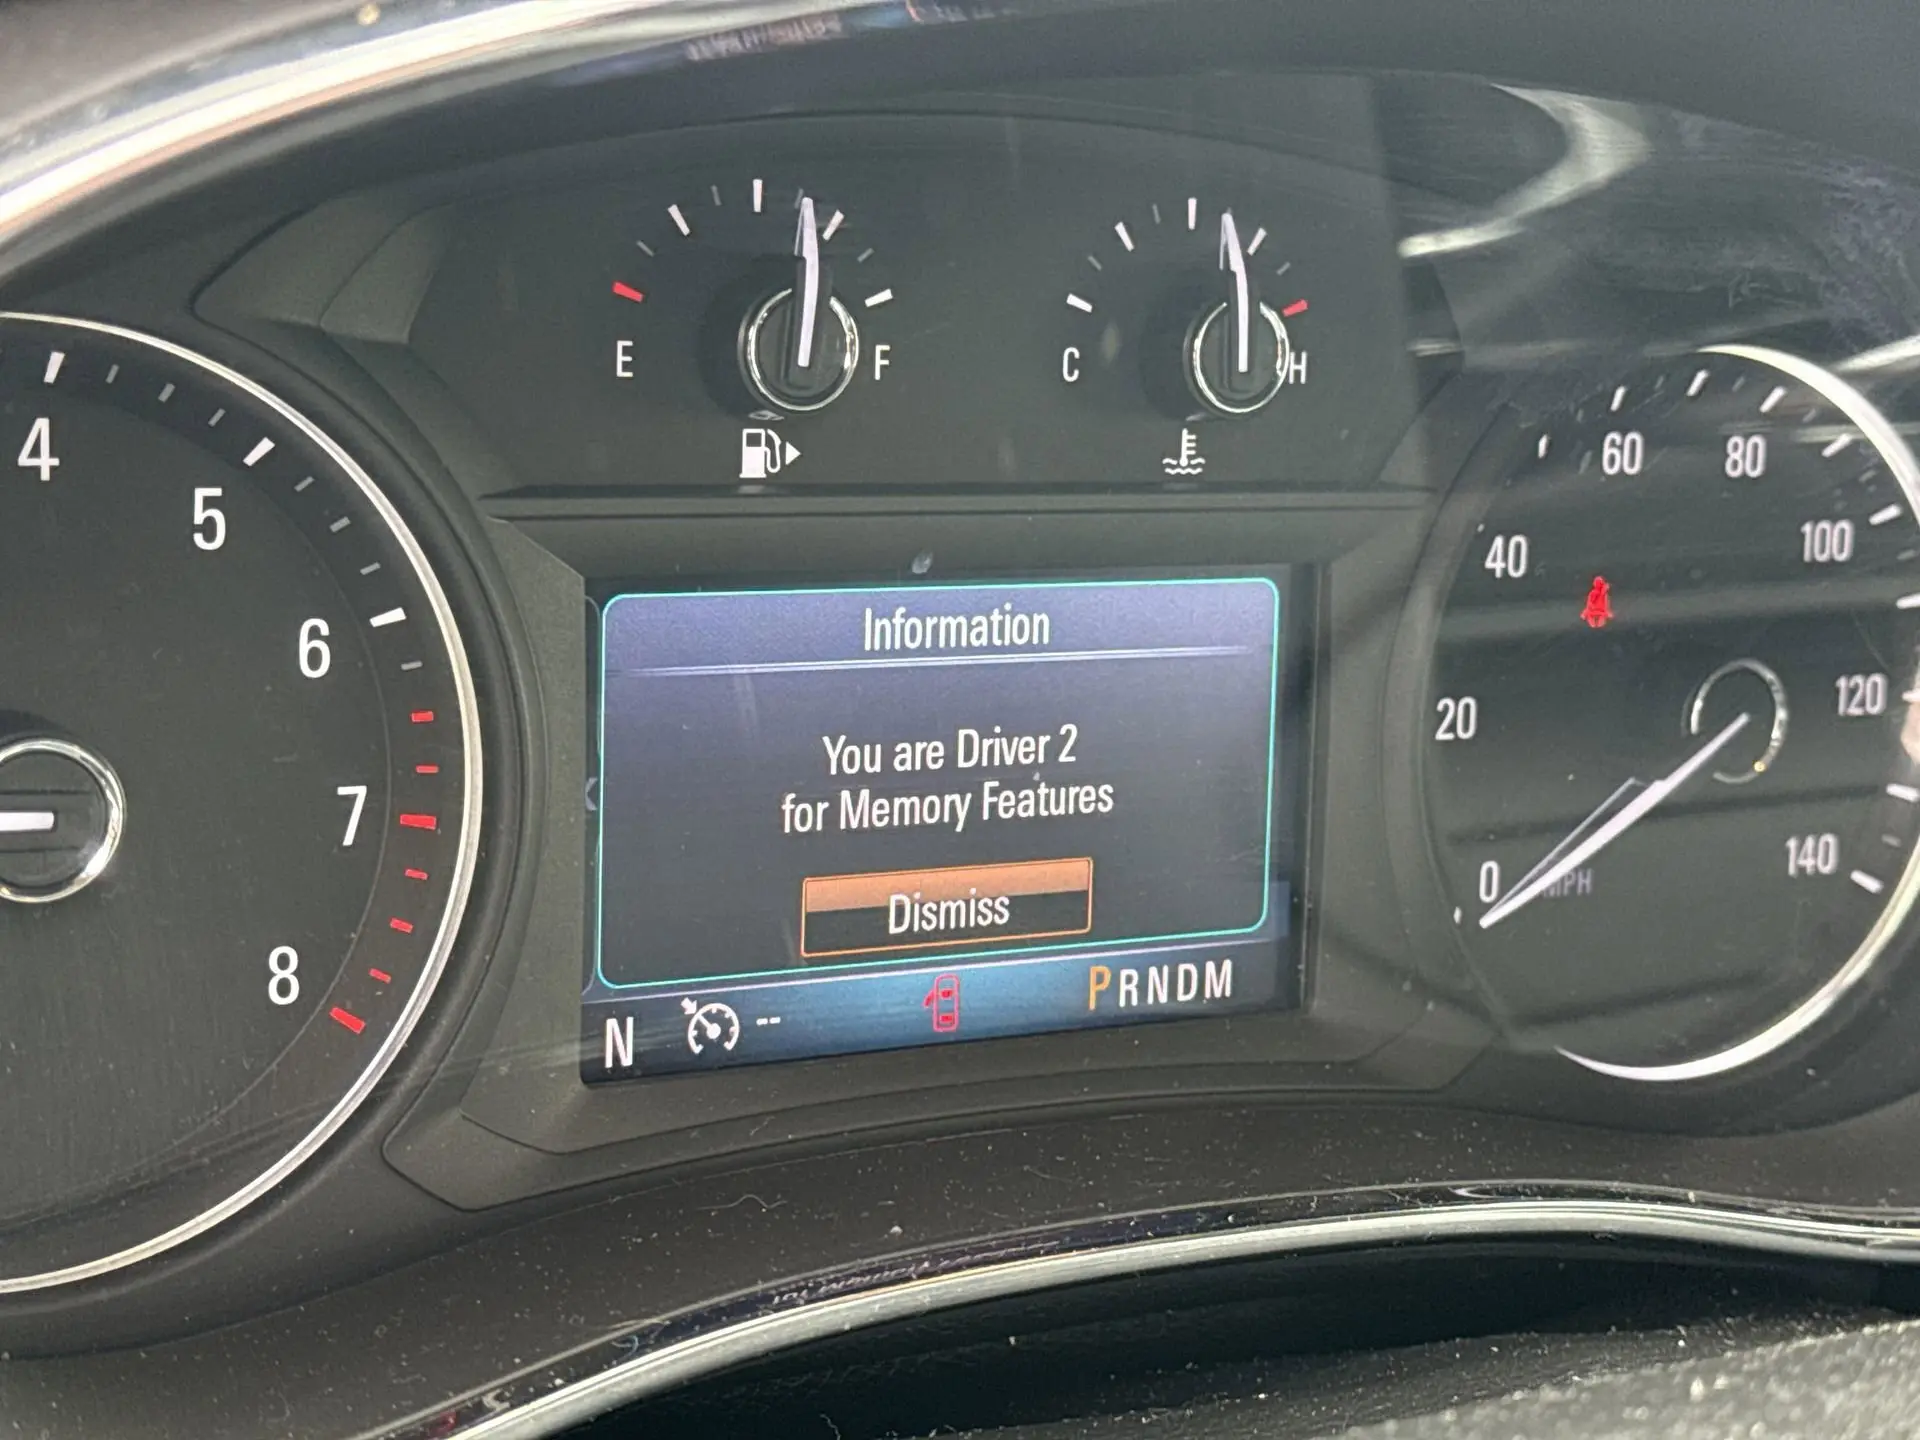 E
F
C
H
4
5
6
7
8
Information
You are Driver 2
for Memory Features
Dismiss
N
--
PRNDM
0
20
40
60
80
100
120
140
MPH